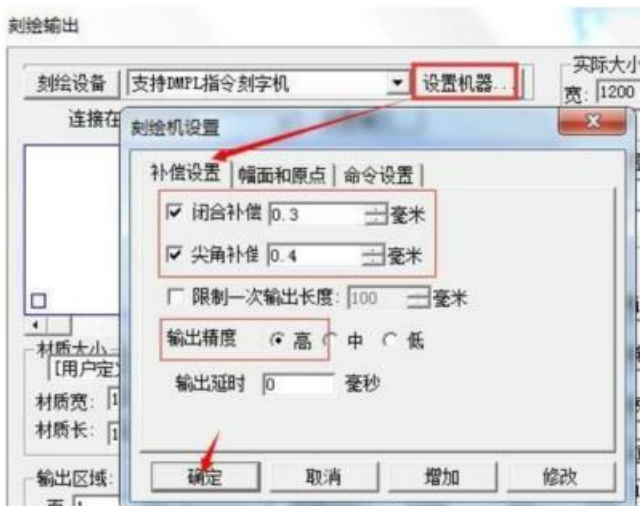 刻绘输出
刻绘设备 支持DMPL指令刻字机 设置机器... 实际大小
宽: 1200
连接在
刻绘机设置
补偿设置 幅面和原点 命令设置
闭合补偿 0.3 毫米
尖角补偿 0.4 毫米
限制一次输出长度: 100 毫米
输出精度 高 中 低
输出延时 0 毫秒
材质大小
[用户定
材质宽:
材质长:
确定 取消 增加 修改
输出区域: